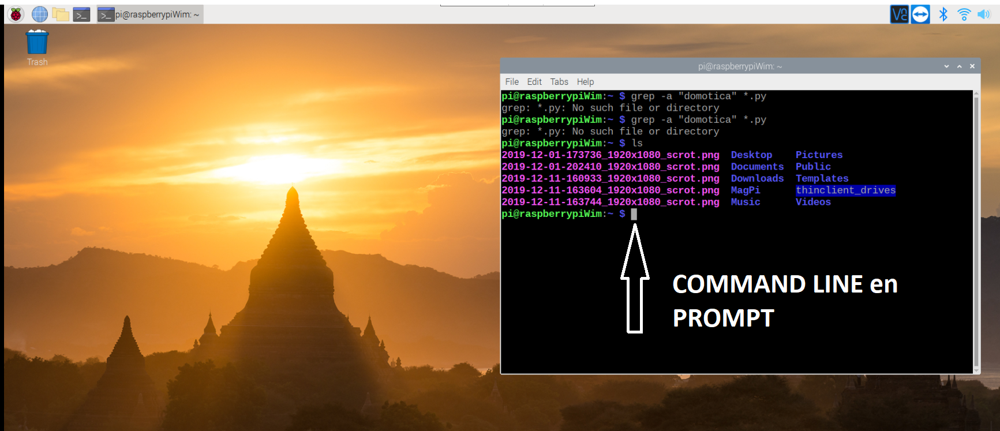 pi@raspberrypiWim: ~
Trash
pi@raspberrypiWim: ~
File Edit Tabs Help
pi@raspberrypiWim:~ $ grep -a "domotica" *.py
grep: *.py: No such file or directory
pi@raspberrypiWim:~ $ grep -a "domotica" *.py
grep: *.py: No such file or directory
pi@raspberrypiWim:~ $ ls
2019-12-01-173736_1920x1080_scrot.png Desktop Pictures
2019-12-01-202410_1920x1080_scrot.png Documents Public
2019-12-11-160933_1920x1080_scrot.png Downloads Templates
2019-12-11-163604_1920x1080_scrot.png MagPi thinclient_drives
2019-12-11-163744_1920x1080_scrot.png Music Videos
pi@raspberrypiWim:~ $
COMMAND LINE en
PROMPT